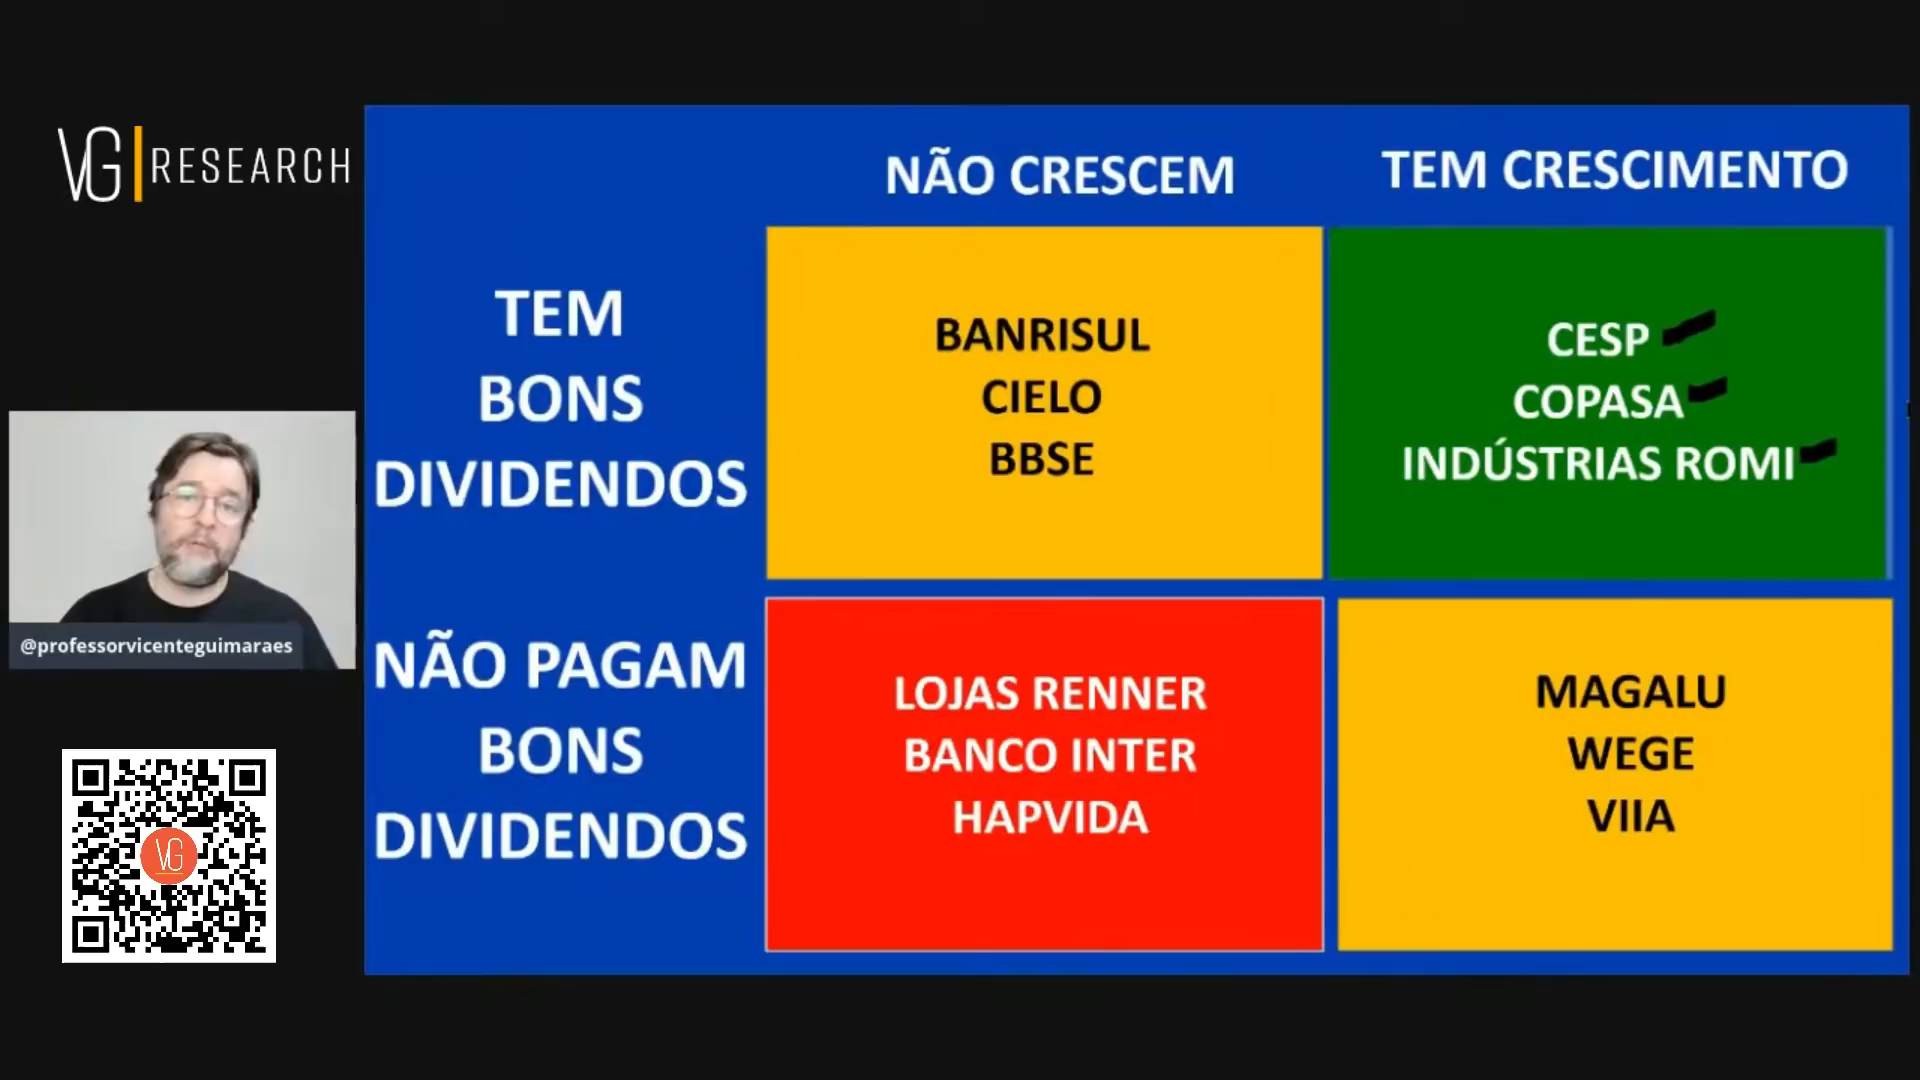 VG RESEARCH
NÃO CRESCEM
TEM CRESCIMENTO
TEM
BONS
DIVIDENDOS
BANRISUL
CIELO
BBSE
CESP
COPASA
INDÚSTRIAS ROMI
NÃO PAGAM
BONS
DIVIDENDOS
LOJAS RENNER
BANCO INTER
HAPVIDA
MAGALU
WEGE
VIIA
@professorvicenteguimaraes
VG